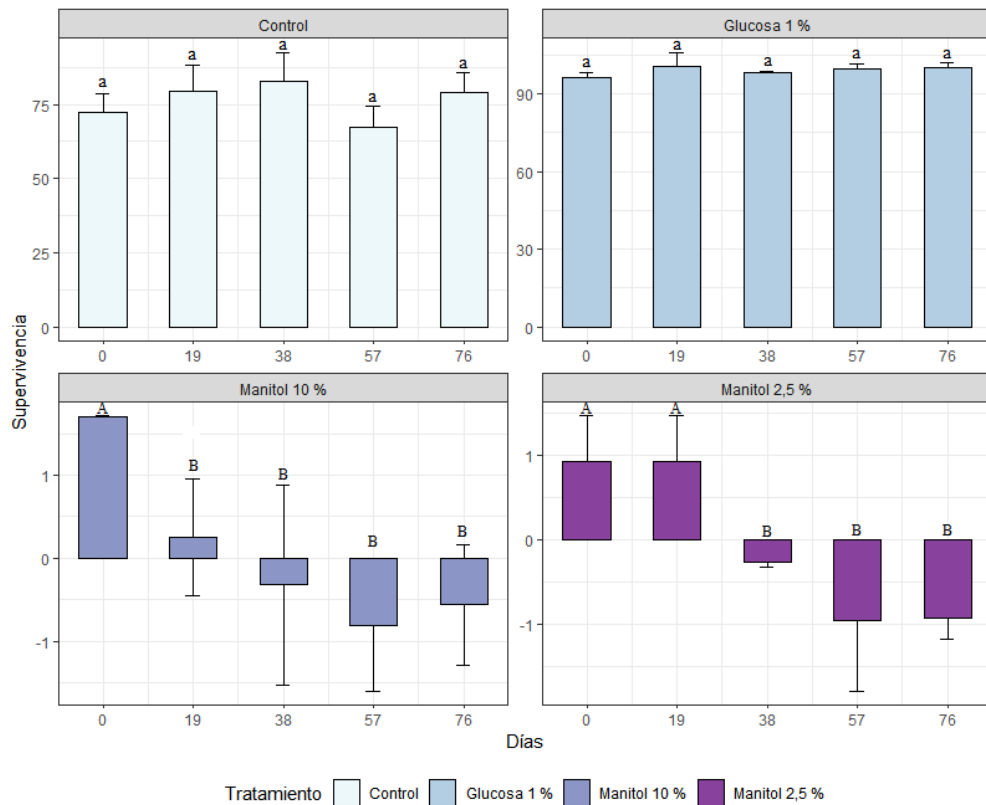 Control
Glucosa 1 %
a a a a a
a a a a a
75
50
25
0
90
60
30
0
0 19 38 57 76
0 19 38 57 76
Supervivencia
Manitol 10 %
Manitol 2,5 %
A B B B B
A A B B B
1
0
-1
1
0
-1
0 19 38 57 76
0 19 38 57 76
Días
Tratamiento Control Glucosa 1 % Manitol 10 % Manitol 2,5 %